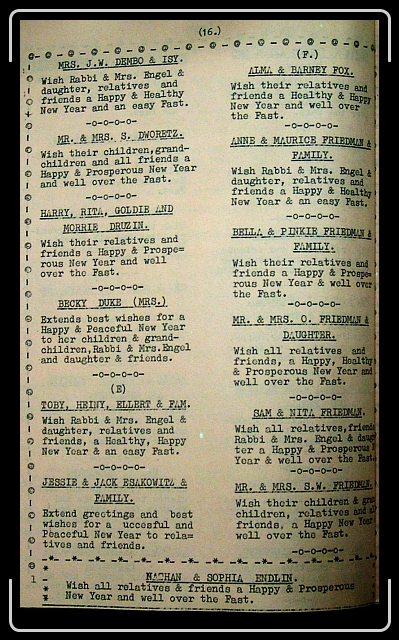 (16.)
MRS. J.W. DEMBO & ISY.
Wish Rabbi & Mrs. Engel &
daughter, relatives and
friends a Happy & Healthy
New Year and an easy Fast.
-o-o-o-o-
MR. & MRS. S. DWORETZ.
Wish their children,grand-
children and all friends a
Happy & Prosperous New Year
and well over the Fast.
-o-o-o-o-
HARRY, RITA, GOLDIE AND
MORRIE DRUZIN.
Wish their relatives and
friends a Happy & Prospe=
rous New Year and well
over the Fast.
-o-o-o-o-
BECKY DUKE (MRS.)
Extends best wishes for a
Happy & Peaceful New Year
to her children & grand-
children,Rabbi & Mrs.Engel
and daughter & friends.
-o-o-o-o-
(E)
TOBY, HEINY, ELLERT & FAM.
Wish Rabbi & Mrs. Engel &
daughter, relatives and
friends, a Healthy, Happy
New Year & an easy Fast.
-o-o-o-o-
JESSIE & JACK ESAKOWITZ &
FAMILY.
Extend greetings and best
wishes for a uccesful and
Peaceful New Year to rela=
tives and friends.
(F.)
ALMA & BARNEY FOX.
Wish their relatives and
friends a Healthy & Happy
New Year and well over
the Fast.
-o-o-o-o-
ANNE & MAURICE FRIEDMAN &
FAMILY.
Wish Rabbi & Mrs. Engel &
daughter, relatives and
friends a Happy & Healthy
New Year & an easy Fast.
-o-o-o-o-
BELLA & PINKIE FRIEDMAN &
FAMILY.
Wish their relatives and
friends a Happy & Prospe=
rous New Year & well over
the Fast.
-o-o-o-o-
MR. & MRS. O. FRIEDMAN &
DAUGHTER.
Wish all relatives and
friends, a Happy, Healthy
& Prosperous New Year and
well over the Fast.
-o-o-o-o-
SAM & NITA FRIEDMAN.
Wish all relatives,friends
Rabbi & Mrs. Engel & daug
ter a Happy & Prosperous
Year & well over the Fast.
-o-o-o-o-
MR. & MRS. S.W. FRIEDMAN.
Wish their children & gran
children, relatives and al
friends, a Happy New Year
and well over the Fast.
-o-o-o-o-
NATHAN & SOPHIA ENDLIN.
Wish all relatives & friends a Happy & Prosperous
New Year and well over the Fast.